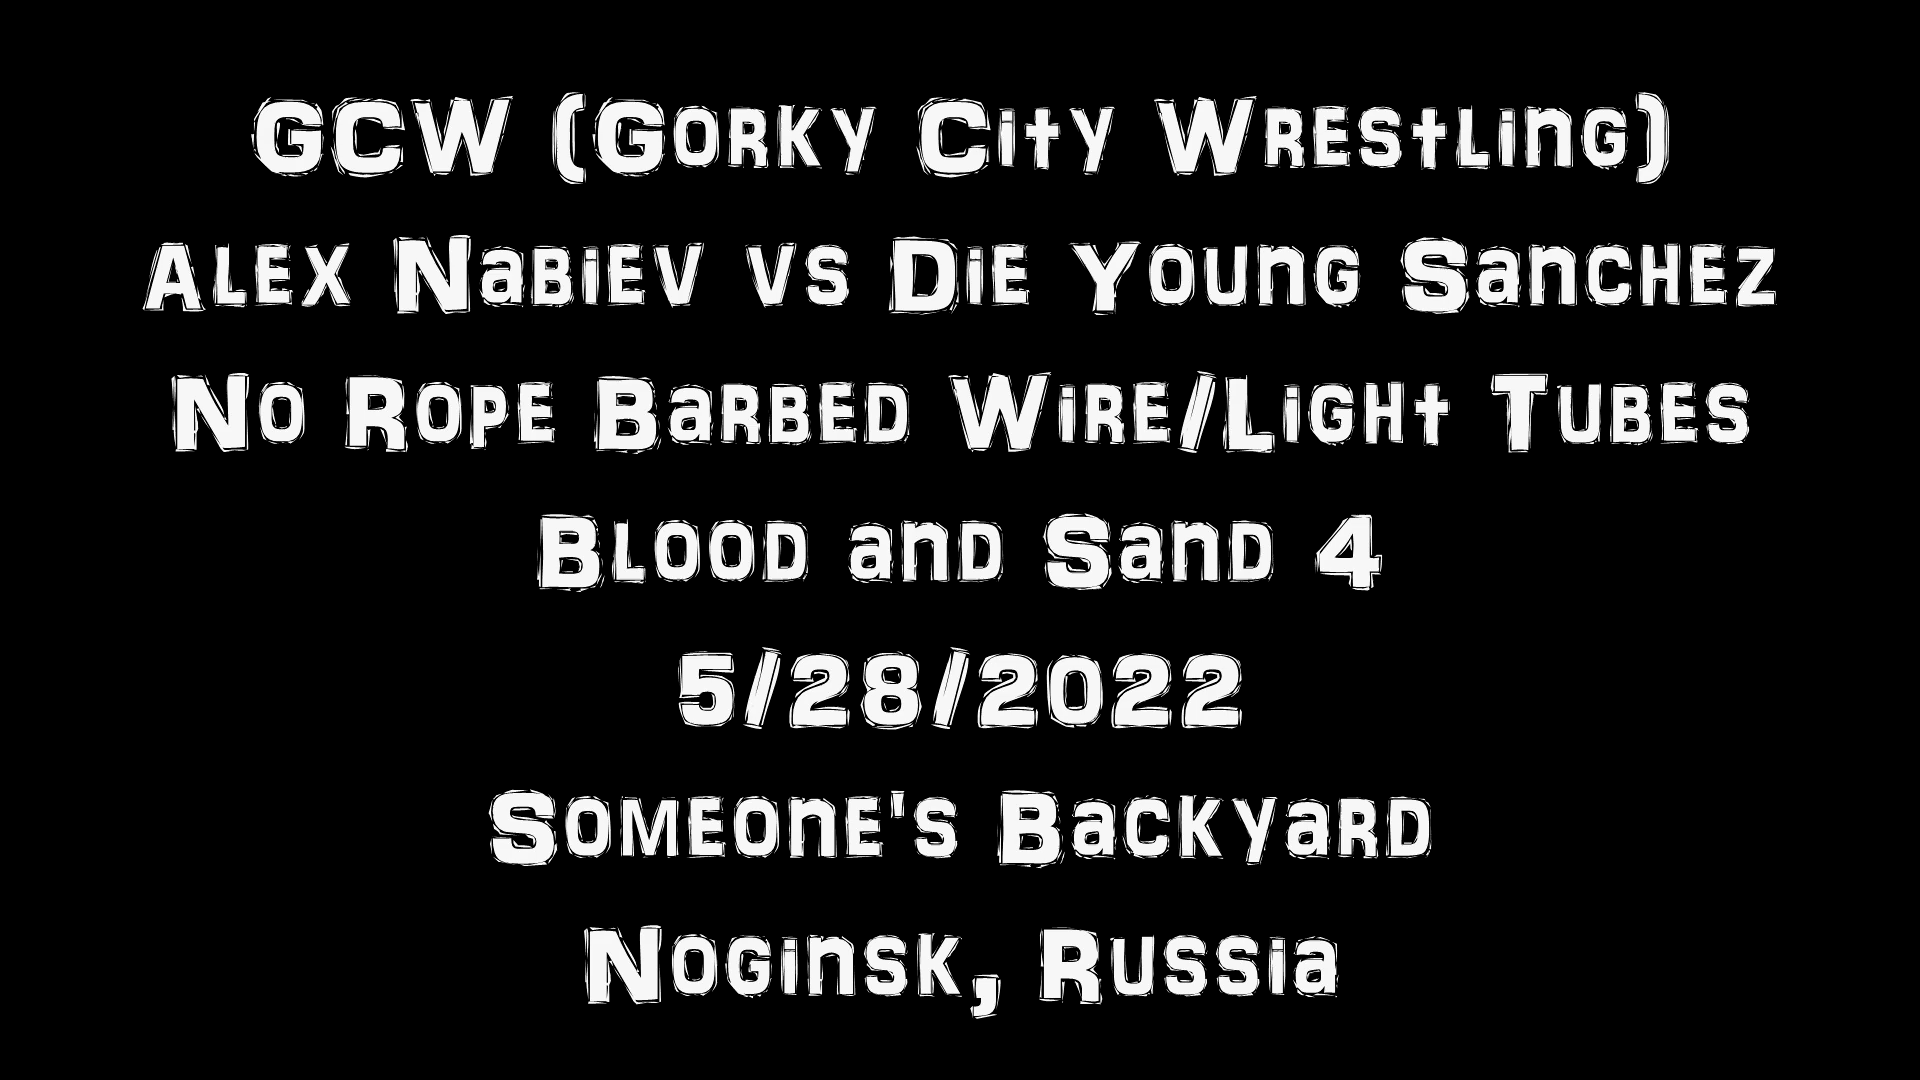 GCW (Gorky City Wrestling)
Alex Nabiev vs Die Young Sanchez
No Rope Barbed Wire/Light Tubes
Blood and Sand 4
5/28/2022
Someone's Backyard
Noginsk, Russia